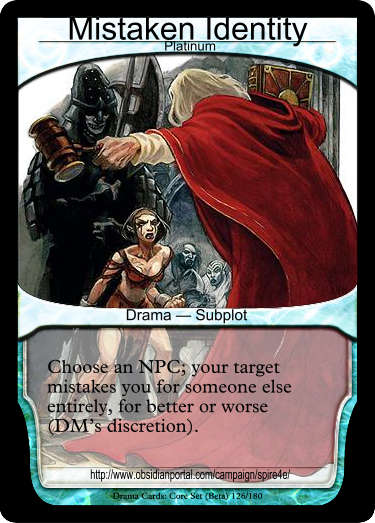 Mistaken Identity
Platinum
Drama — Subplot
Choose an NPC; your target
mistakes you for someone else
entirely, for better or worse
(DM's discretion).
http://www.obsidianportal.com/campaign/spire4e/
Drama Cards: Core Set (Beta) 126/180